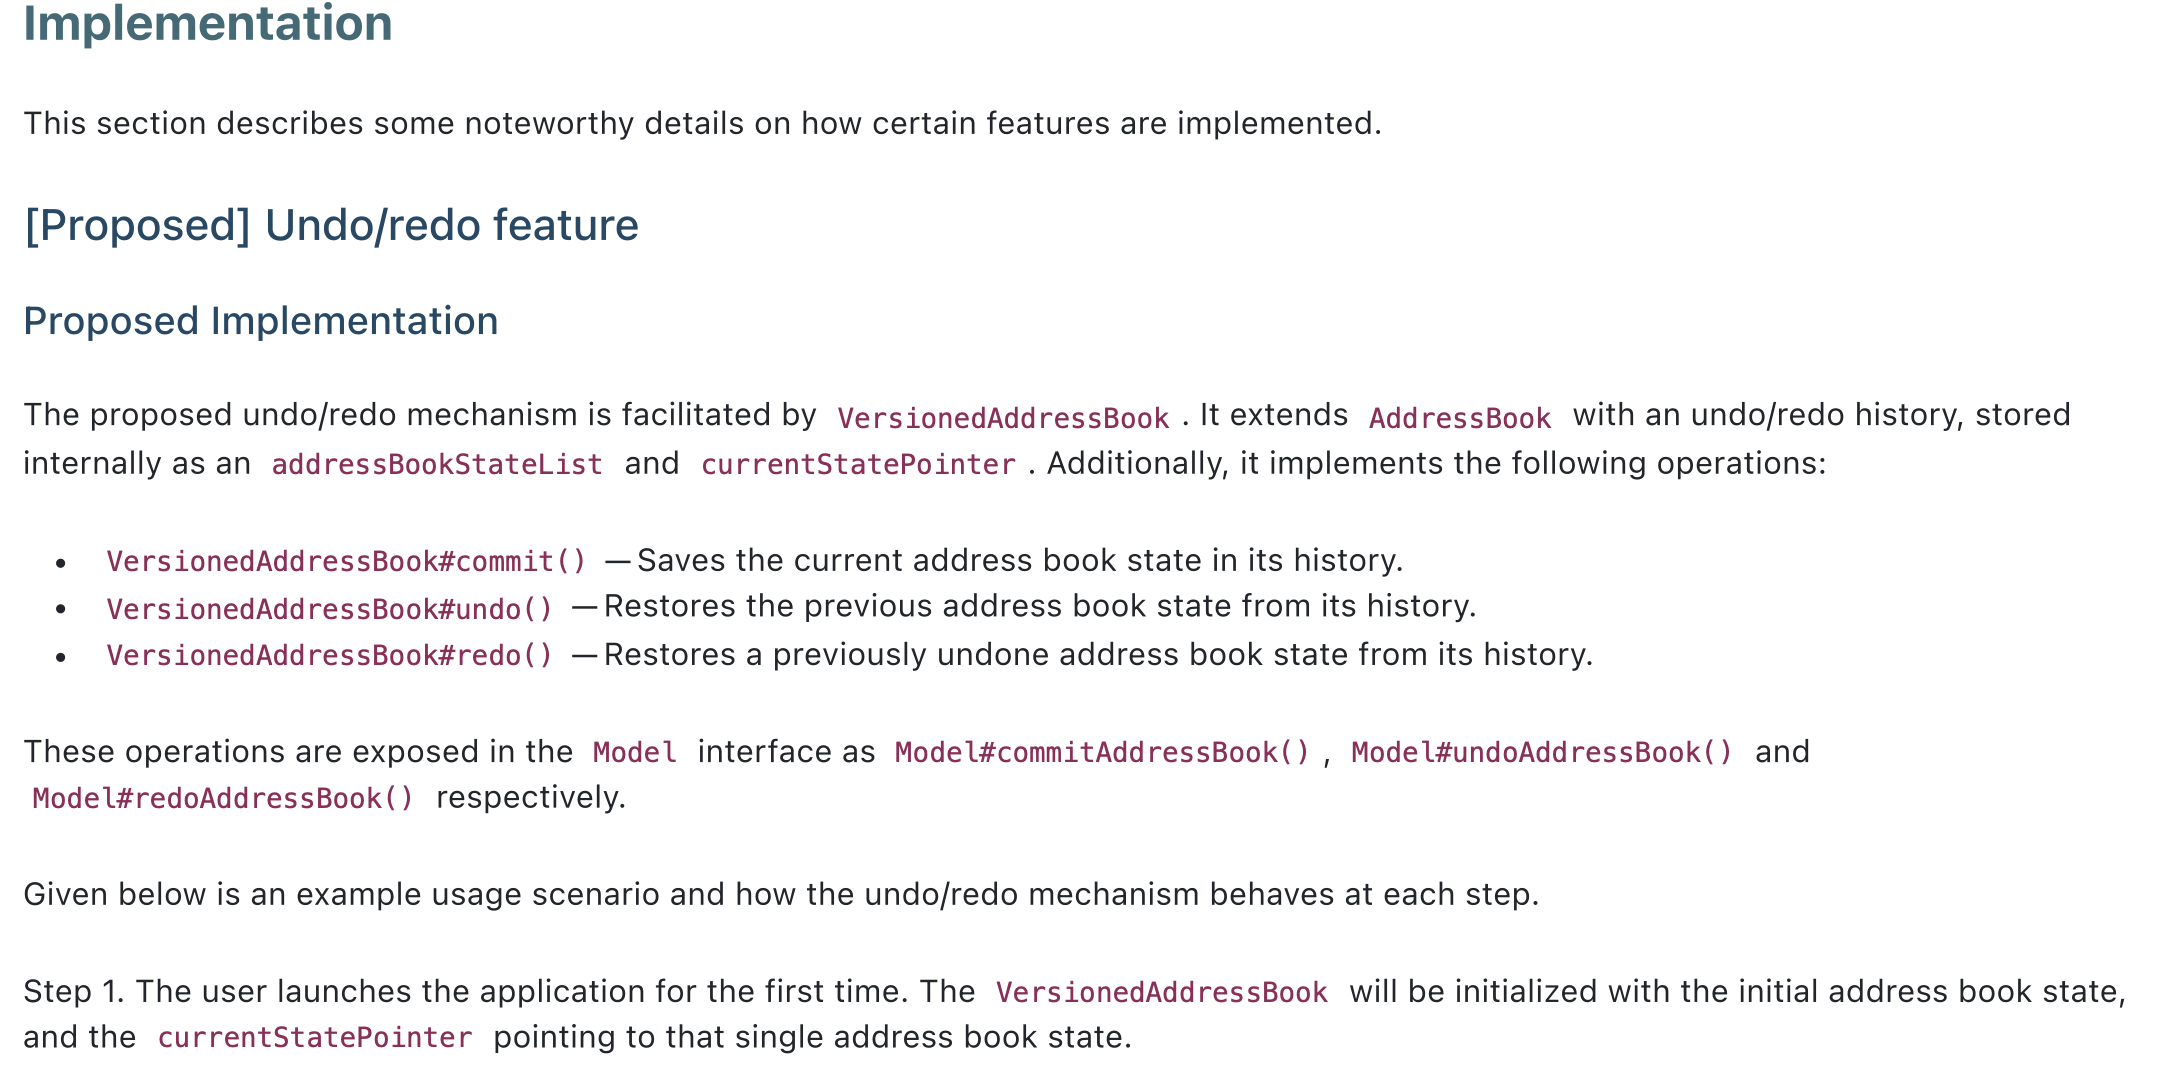 Implementation
This section describes some noteworthy details on how certain features are implemented.
[Proposed] Undo/redo feature
Proposed Implementation
The proposed undo/redo mechanism is facilitated by VersionedAddressBook . It extends AddressBook with an undo/redo history, stored
internally as an addressBookStateList and currentStatePointer . Additionally, it implements the following operations:
• VersionedAddressBook#commit() — Saves the current address book state in its history.
• VersionedAddressBook#undo() — Restores the previous address book state from its history.
• VersionedAddressBook#redo() — Restores a previously undone address book state from its history.
These operations are exposed in the Model interface as Model#commitAddressBook() , Model#undoAddressBook() and
Model#redoAddressBook() respectively.
Given below is an example usage scenario and how the undo/redo mechanism behaves at each step.
Step 1. The user launches the application for the first time. The VersionedAddressBook will be initialized with the initial address book state,
and the currentStatePointer pointing to that single address book state.